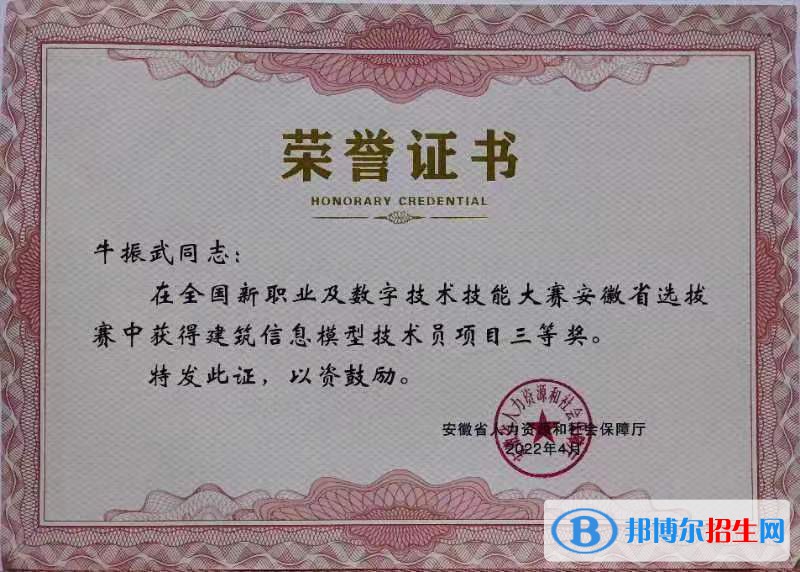 荣誉证书
HONORARY CREDENTIAL
牛振武同志：
在全国新职业及数字技术技能大赛安徽省选拔
赛中获得建筑信息模型技术员项目三等奖。
特发此证，以资鼓励。
安徽省人力资源和社会保障厅
2022年4月
B 邦博尔招生网